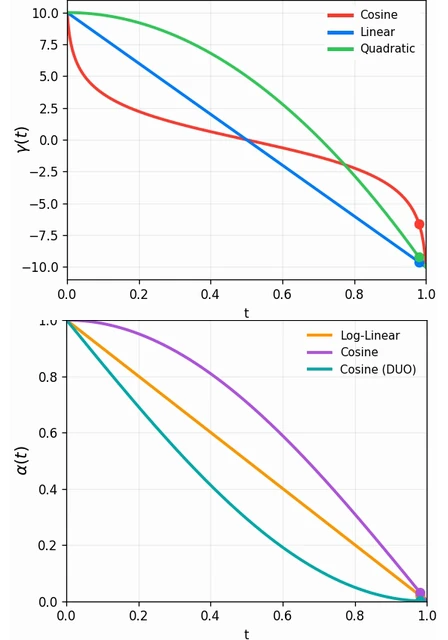 10.0
7.5
5.0
2.5
0.0
−2.5
−5.0
−7.5
−10.0
γ(t)
Cosine
Linear
Quadratic
0.0 0.2 0.4 0.6 0.8 1.0
t
1.0
0.8
0.6
0.4
0.2
0.0
α(t)
Log-Linear
Cosine
Cosine (DUO)
0.0 0.2 0.4 0.6 0.8 1.0
t